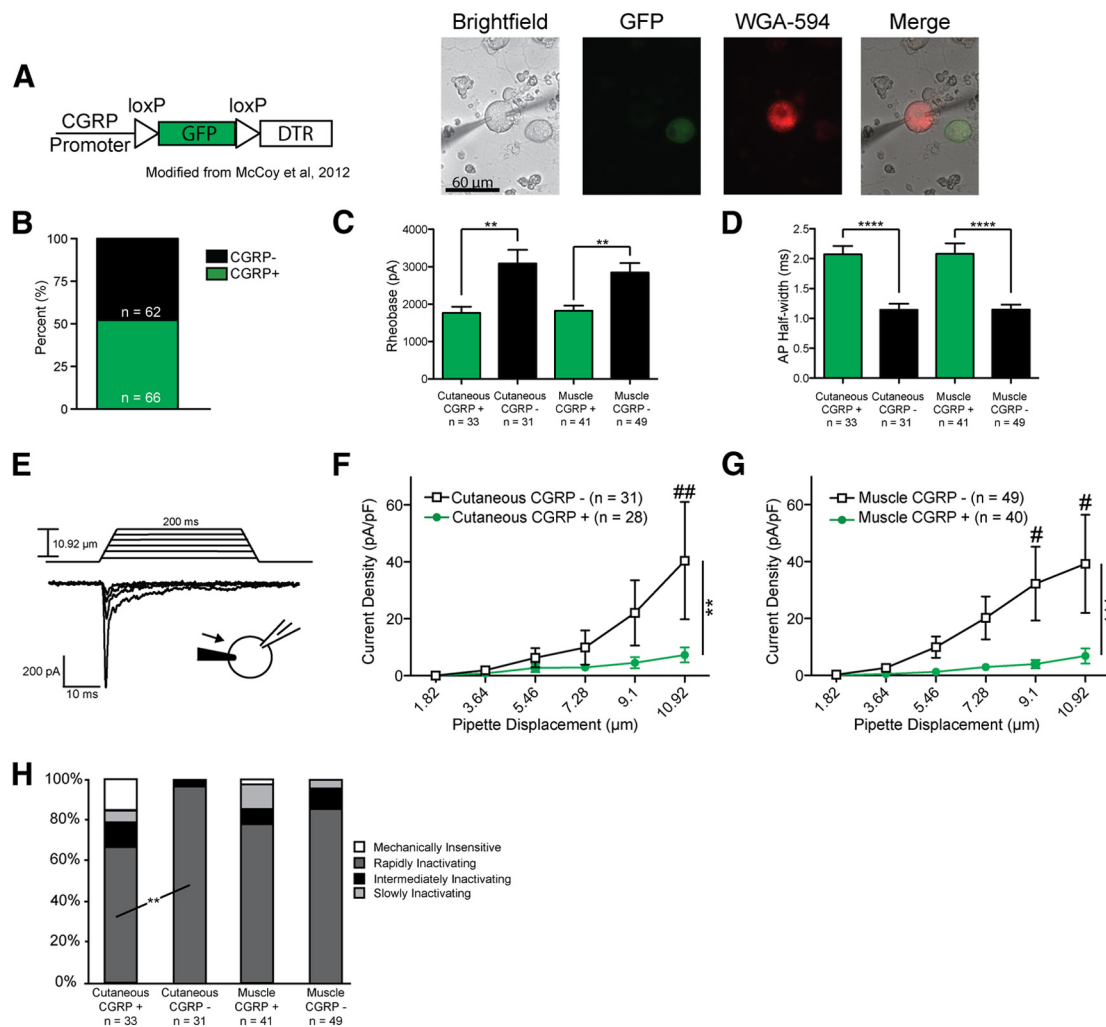 Brightfield GFP WGA-594 Merge
A
loxP loxP
CGRP
Promoter
GFP DTR
Modified from McCoy et al, 2012
60 µm
B
Percent (%)
100
75
50
25
0
n = 62
n = 66
CGRP-
CGRP+
C
Rheobase (pA)
4000
3000
2000
1000
0
** **
Cutaneous Cutaneous Muscle Muscle
CGRP + CGRP - CGRP + CGRP -
n = 33 n = 31 n = 41 n = 49
D
AP Half-width (ms)
2.5
2.0
1.5
1.0
0.5
0.0
**** ****
Cutaneous Cutaneous Muscle Muscle
CGRP + CGRP - CGRP + CGRP -
n = 33 n = 31 n = 41 n = 49
E
200 ms
10.92 µm
200 pA
10 ms
F
Current Density (pA/pF)
60
40
20
0
Cutaneous CGRP - (n = 31)
Cutaneous CGRP + (n = 28)
##
**
1.82 3.64 5.46 7.28 9.1 10.92
Pipette Displacement (µm)
G
Current Density (pA/pF)
60
40
20
0
Muscle CGRP - (n = 49)
Muscle CGRP + (n = 40)
# #
1.82 3.64 5.46 7.28 9.1 10.92
Pipette Displacement (µm)
H
100%
80%
60%
40%
20%
0%
**
Mechanically Insensitive
Rapidly Inactivating
Intermediately Inactivating
Slowly Inactivating
Cutaneous Cutaneous Muscle Muscle
CGRP + CGRP - CGRP + CGRP -
n = 33 n = 31 n = 41 n = 49